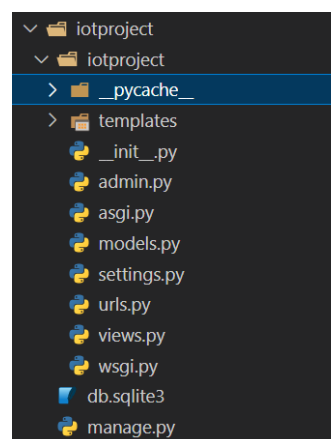 iotproject
iotproject
__pycache__
templates
__init__.py
admin.py
asgi.py
models.py
settings.py
urls.py
views.py
wsgi.py
db.sqlite3
manage.py